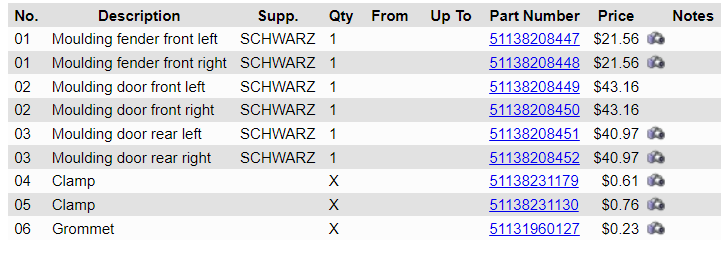 No. Description Supp. Qty From Up To Part Number Price Notes
01 Moulding fender front left SCHWARZ 1 51138208447 $21.56
01 Moulding fender front right SCHWARZ 1 51138208448 $21.56
02 Moulding door front left SCHWARZ 1 51138208449 $43.16
02 Moulding door front right SCHWARZ 1 51138208450 $43.16
03 Moulding door rear left SCHWARZ 1 51138208451 $40.97
03 Moulding door rear right SCHWARZ 1 51138208452 $40.97
04 Clamp X 51138231179 $0.61
05 Clamp X 51138231130 $0.76
06 Grommet X 51131960127 $0.23